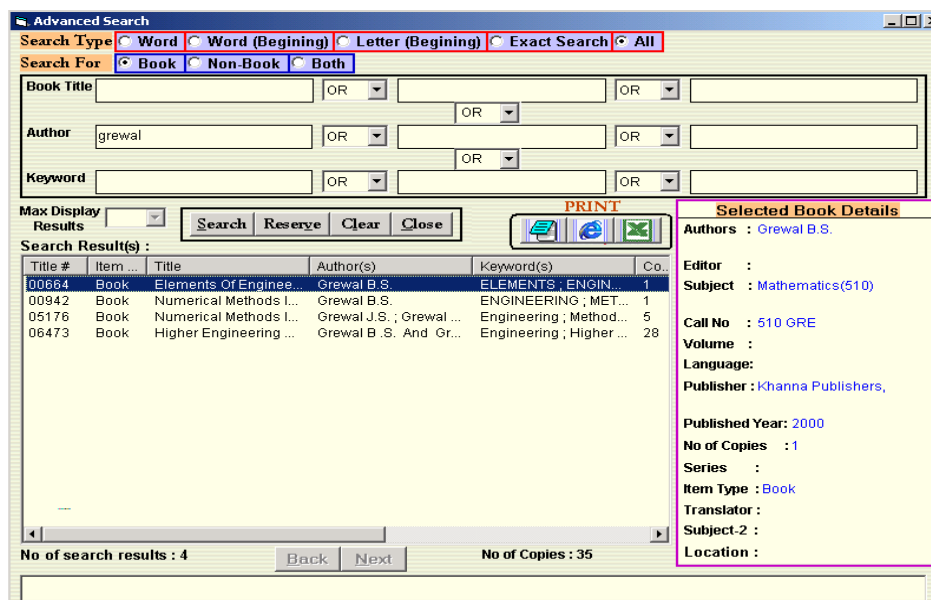 Advanced Search
Search Type Word Word (Begining) Letter (Begining) Exact Search All
Search For Book Non-Book Both
Book Title OR OR
OR
Author grewal OR OR
OR
Keyword OR OR
Max Display Results
Search Reserve Clear Close
PRINT
Search Result(s) :
Title # Item ... Title Author(s) Keyword(s) Co..
00664 Book Elements Of Enginee... Grewal B.S. ELEMENTS ; ENGIN... 1
00942 Book Numerical Methods I... Grewal B.S. ENGINEERING ; MET... 1
05176 Book Numerical Methods I... Grewal J.S. ; Grewal ... Engineering ; Method... 5
06473 Book Higher Engineering ... Grewal B .S. And Gr... Engineering ; Higher ... 28
No of search results : 4 Back Next No of Copies : 35
Selected Book Details
Authors : Grewal B.S.
Editor :
Subject : Mathematics(510)
Call No : 510 GRE
Volume :
Language:
Publisher : Khanna Publishers,
Published Year: 2000
No of Copies : 1
Series :
Item Type : Book
Translator :
Subject-2 :
Location :